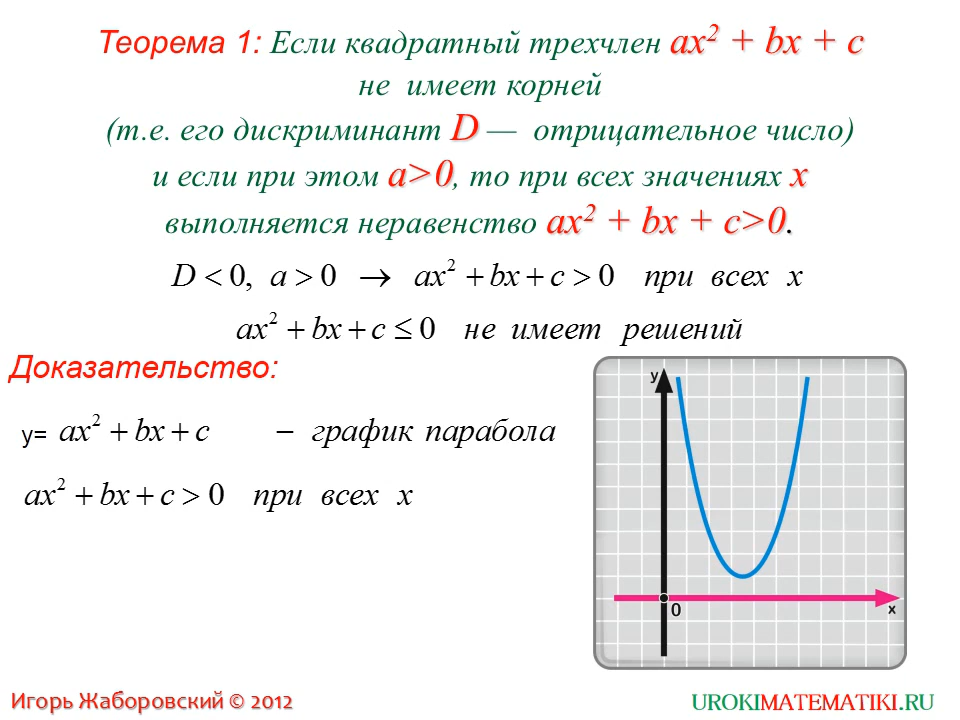 Теорема 1: Если квадратный трехчлен ax² + bx + c
не имеет корней
(т.е. его дискриминант D — отрицательное число)
и если при этом a>0, то при всех значениях x
выполняется неравенство ax² + bx + c>0.
D < 0, a > 0 → ax² + bx + c > 0 при всех x
ax² + bx + c ≤ 0 не имеет решений
Доказательство:
y= ax² + bx + c – график парабола
ax² + bx + c > 0 при всех x
y
0
x
Игорь Жаборовский © 2012
UROKIMATEMATIKI.RU